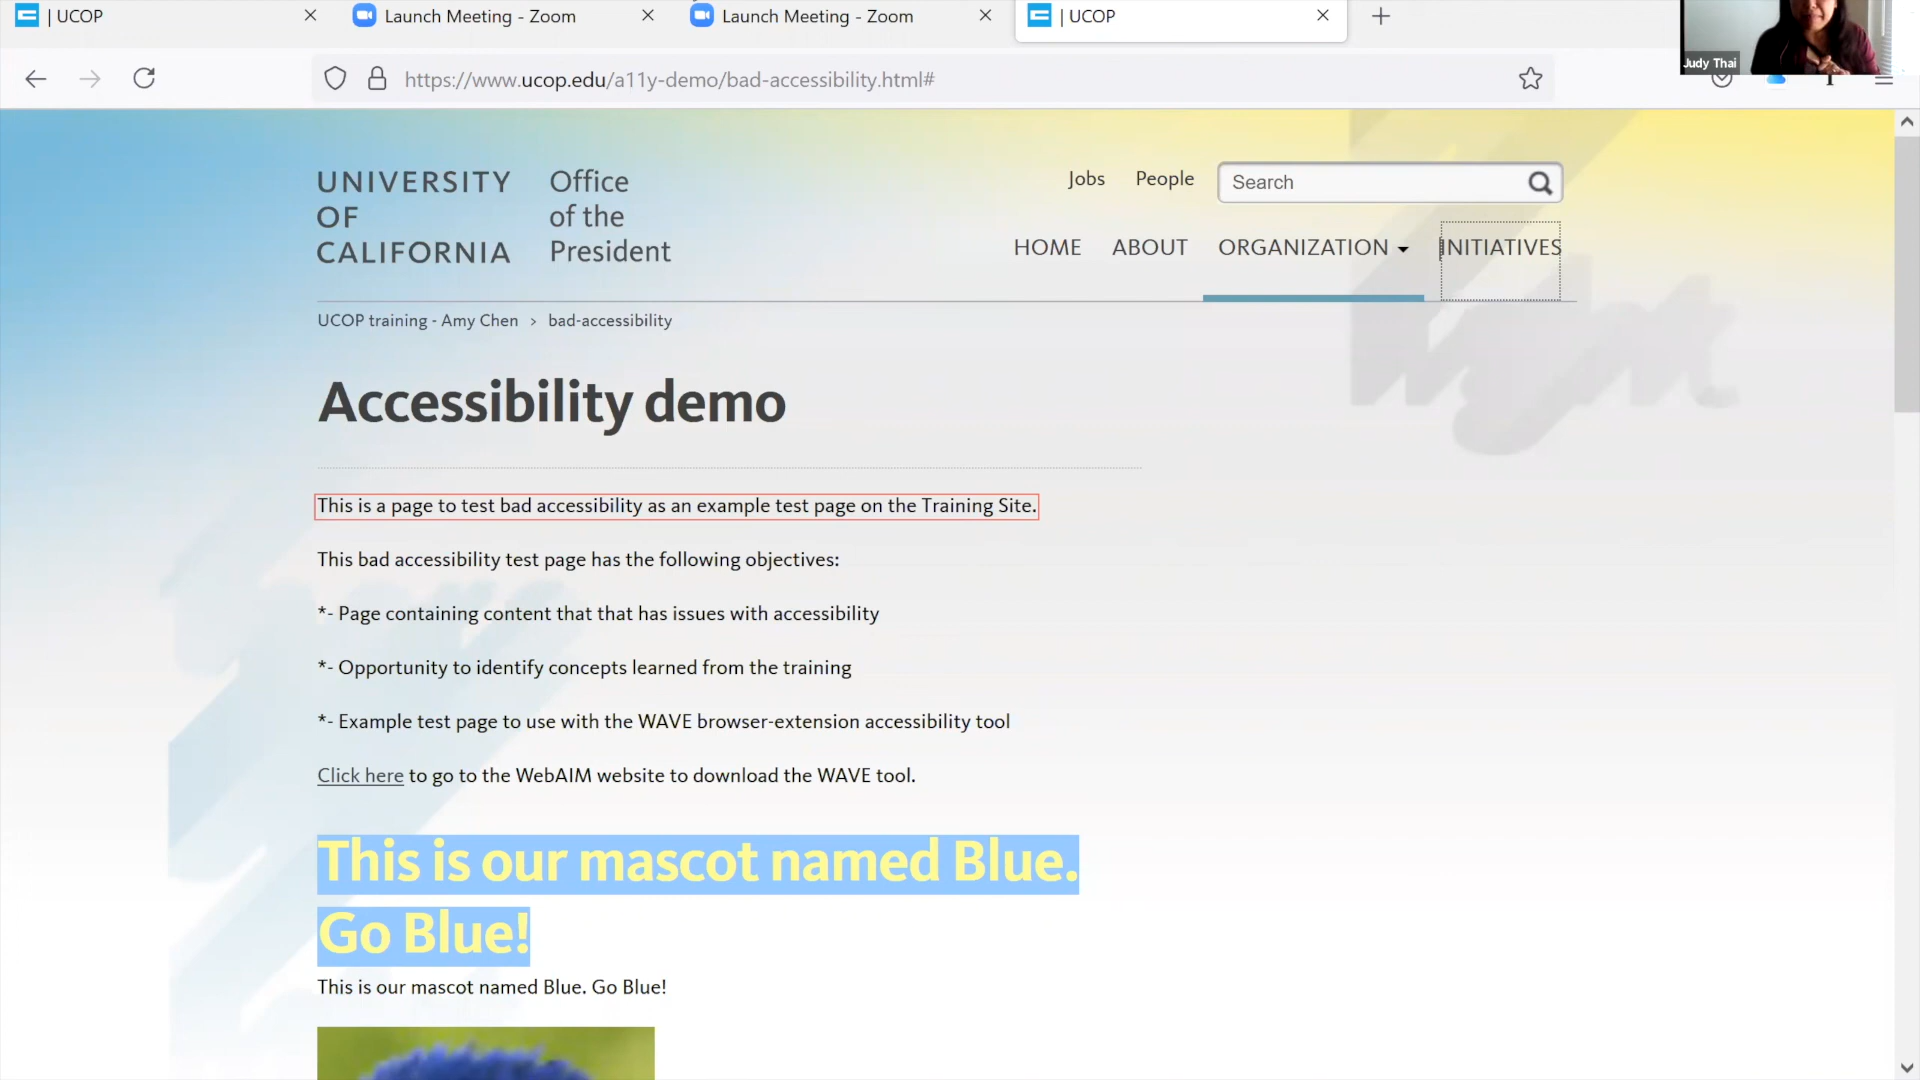 | UCOP
Launch Meeting - Zoom
Launch Meeting - Zoom
| UCOP
Judy Thai
https://www.ucop.edu/a11y-demo/bad-accessibility.html#
UNIVERSITY
OF
CALIFORNIA
Office
of the
President
Jobs
People
Search
HOME
ABOUT
ORGANIZATION
INITIATIVES
UCOP training - Amy Chen > bad-accessibility
Accessibility demo
This is a page to test bad accessibility as an example test page on the Training Site.
This bad accessibility test page has the following objectives:
*- Page containing content that that has issues with accessibility
*- Opportunity to identify concepts learned from the training
*- Example test page to use with the WAVE browser-extension accessibility tool
Click here to go to the WebAIM website to download the WAVE tool.
This is our mascot named Blue.
Go Blue!
This is our mascot named Blue. Go Blue!